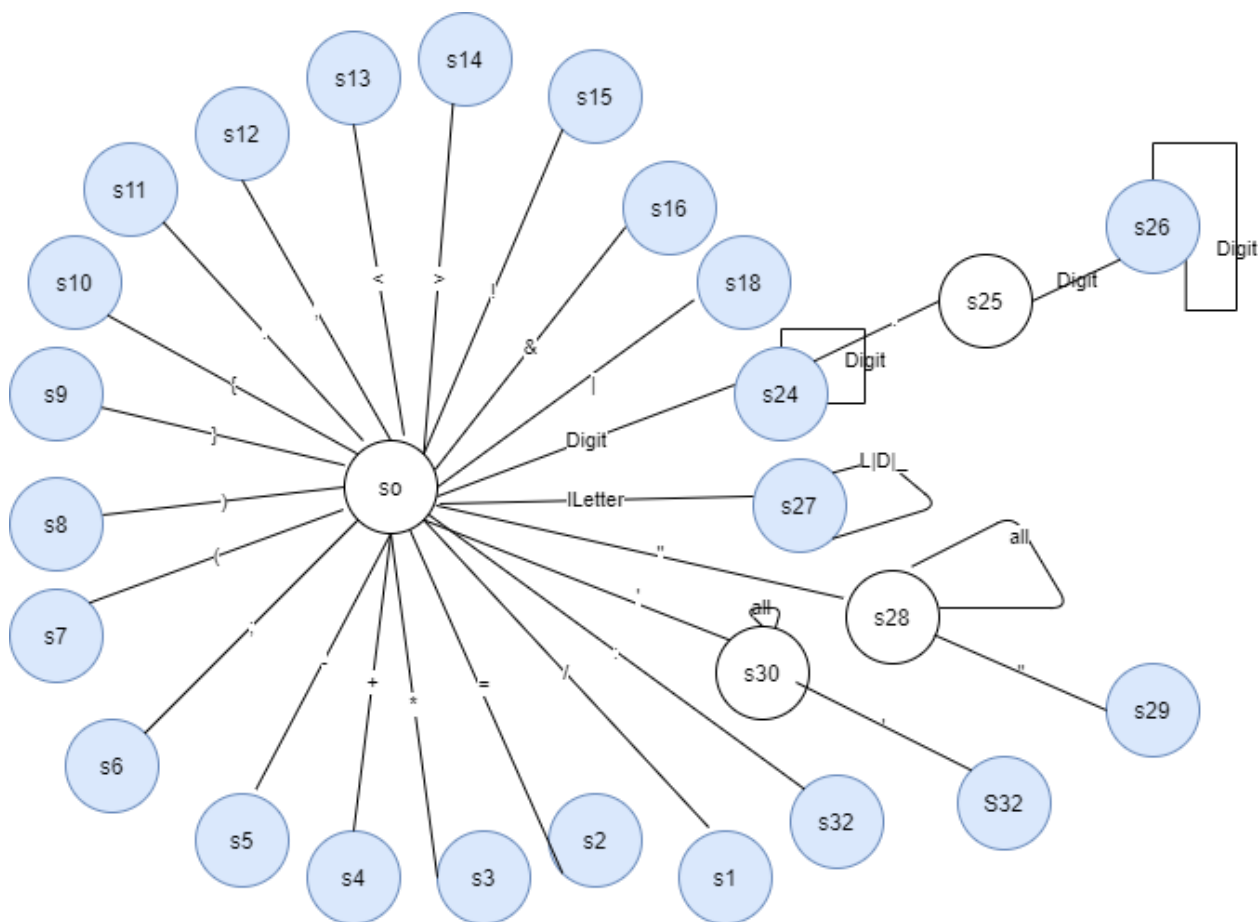 s14
s13
s15
s12
s11
s16
s26
s10
s18
Digit
<
>
!
Digit
s25
,
.
.
&
Digit
{
|
s9
s24
}
Digit
L|D|_
so
lLetter
s27
s8
)
"
all
(
'
all
s28
s7
;
:
-
+
*
=
/
s30
"
s29
'
s6
s32
S32
s5
s2
s4
s3
s1